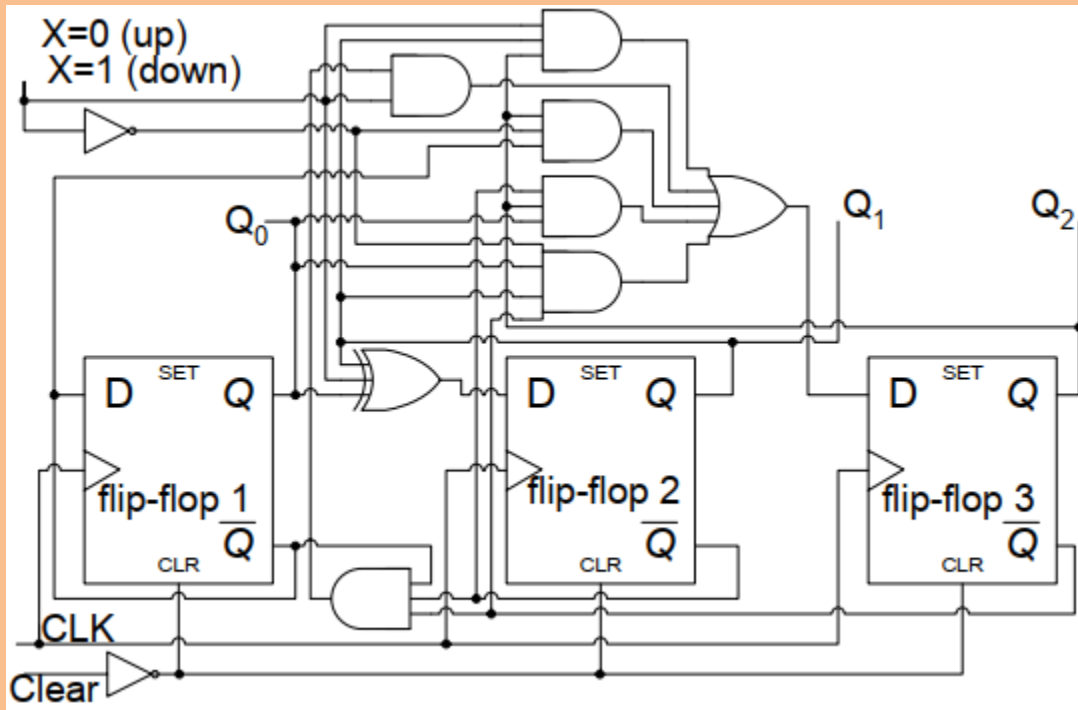 X=0 (up)
X=1 (down)
Q0
Q1
Q2
SET
D Q
flip-flop 1
Q̅
CLR
SET
D Q
flip-flop 2
Q̅
CLR
SET
D Q
flip-flop 3
Q̅
CLR
CLK
Clear